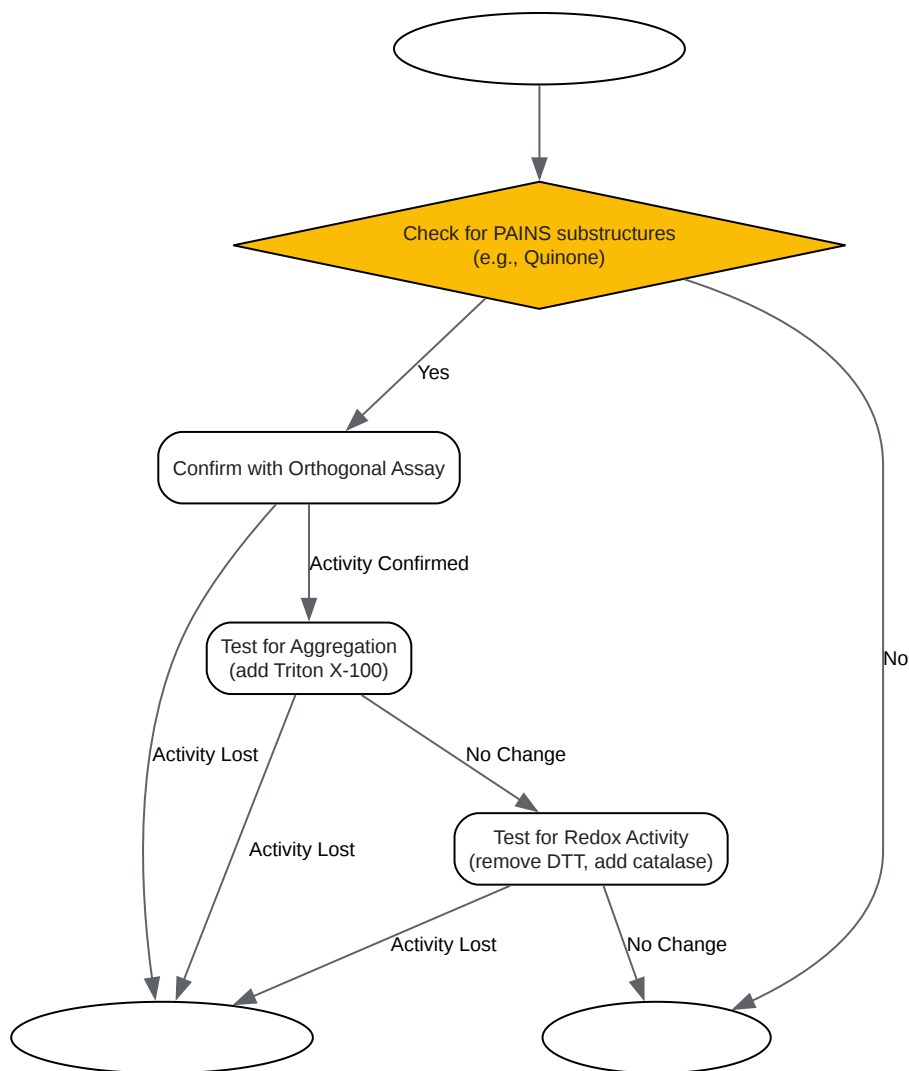 Check for PAINS substructures
(e.g., Quinone)
Yes
Confirm with Orthogonal Assay
Activity Confirmed
Test for Aggregation
(add Triton X-100)
No
Activity Lost
No Change
Test for Redox Activity
(remove DTT, add catalase)
Activity Lost
Activity Lost
No Change